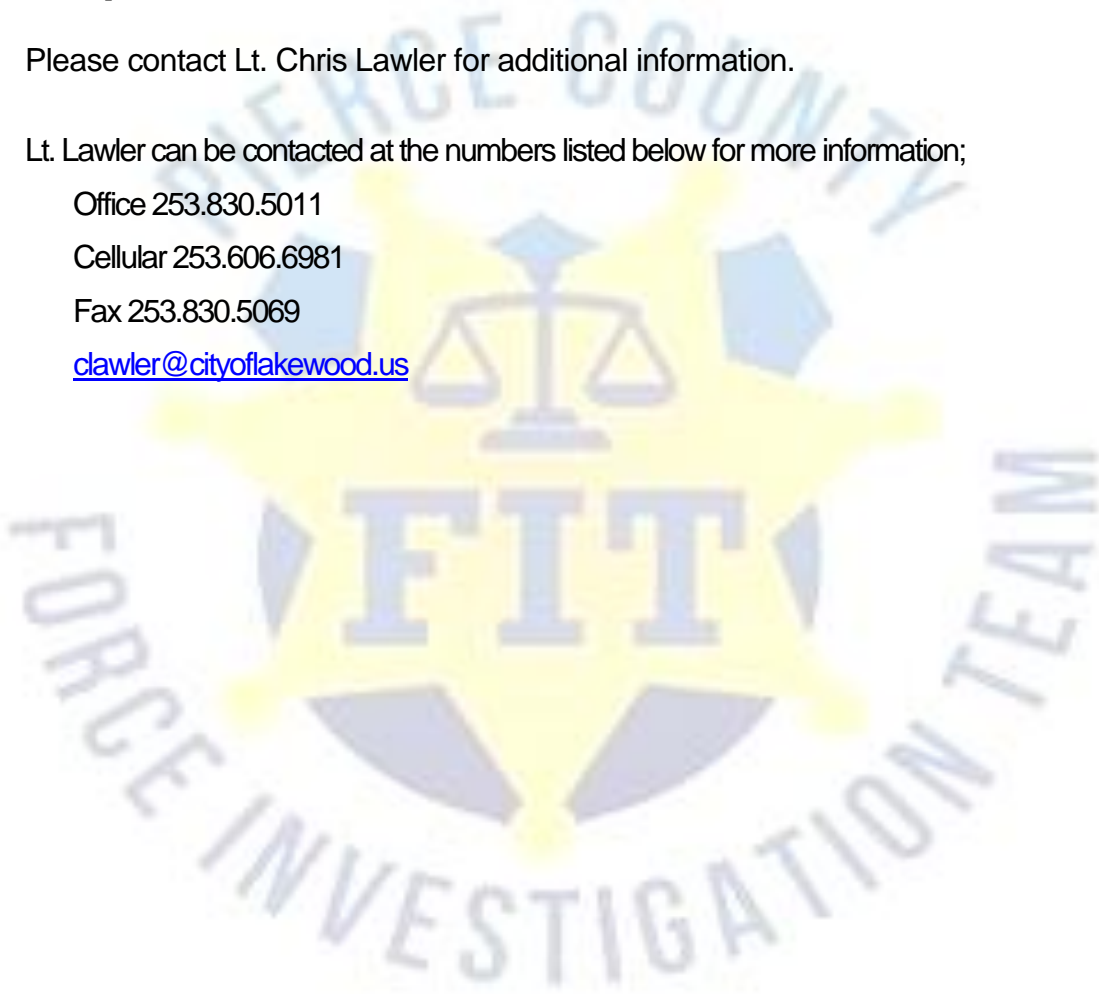 Please contact Lt. Chris Lawler for additional information.
Lt. Lawler can be contacted at the numbers listed below for more information;
Office 253.830.5011
Cellular 253.606.6981
Fax 253.830.5069
clawler@cityoflakewood.us
PIERCE COUNTY
FIT
FORCE INVESTIGATION TEAM